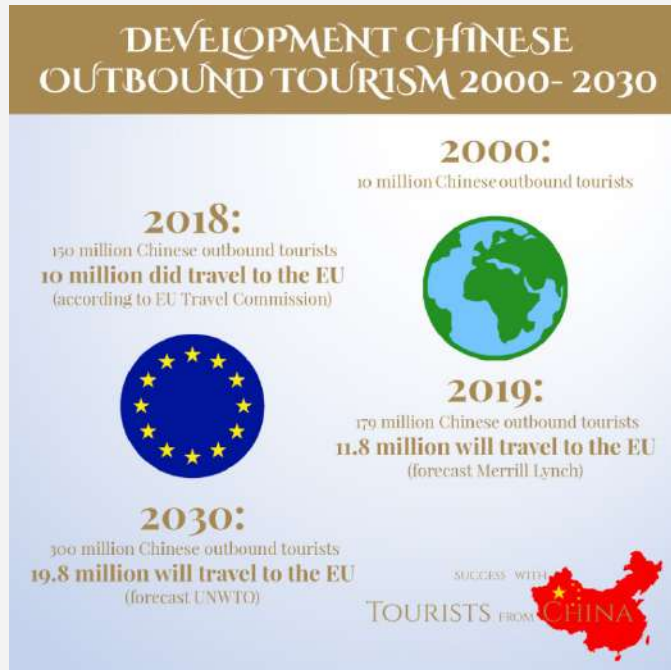 DEVELOPMENT CHINESE
OUTBOUND TOURISM 2000- 2030
2000:
10 million Chinese outbound tourists
2018:
150 million Chinese outbound tourists
10 million did travel to the EU
(according to EU Travel Commission)
2019:
179 million Chinese outbound tourists
11.8 million will travel to the EU
(forecast Merrill Lynch)
2030:
300 million Chinese outbound tourists
19.8 million will travel to the EU
(forecast UNWTO)
SUCCESS WITH
TOURISTS FROM CHINA